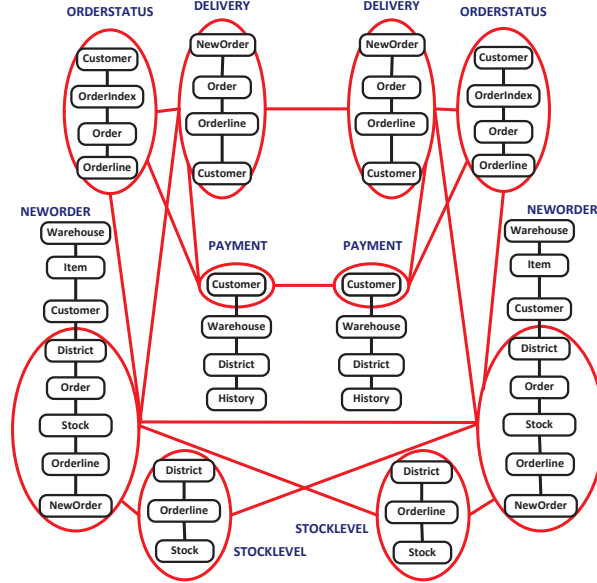 ORDERSTATUS
DELIVERY
DELIVERY
ORDERSTATUS
Customer
OrderIndex
Order
Orderline
NewOrder
Order
Orderline
Customer
NewOrder
Order
Orderline
Customer
Customer
OrderIndex
Order
Orderline
NEWORDER
Warehouse
Item
Customer
District
Order
Stock
Orderline
NewOrder
PAYMENT
Customer
Warehouse
District
History
PAYMENT
Customer
Warehouse
District
History
NEWORDER
Warehouse
Item
Customer
District
Order
Stock
Orderline
NewOrder
District
Orderline
Stock
STOCKLEVEL
District
Orderline
Stock
STOCKLEVEL